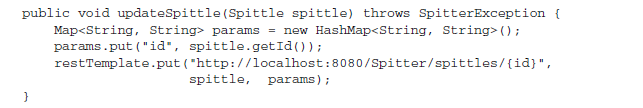 public void updateSpittle(Spittle spittle) throws SpitterException {
    Map<String, String> params = new HashMap<String, String>();
    params.put("id", spittle.getId());
    restTemplate.put("http://localhost:8080/Spitter/spittles/{id}",
                     spittle, params);
}